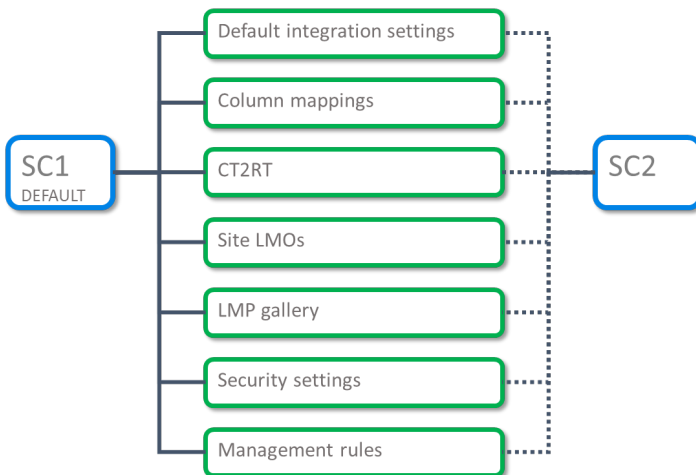 Default integration settings
Column mappings
SC1
DEFAULT
CT2RT
SC2
Site LMOs
LMP gallery
Security settings
Management rules